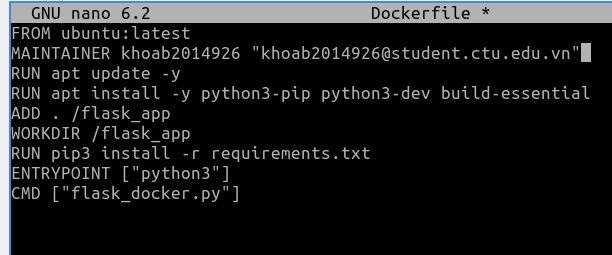 GNU nano 6.2 Dockerfile *
FROM ubuntu:latest
MAINTAINER khoab2014926 "khoab2014926@student.ctu.edu.vn"
RUN apt update -y
RUN apt install -y python3-pip python3-dev build-essential
ADD . /flask_app
WORKDIR /flask_app
RUN pip3 install -r requirements.txt
ENTRYPOINT ["python3"]
CMD ["flask_docker.py"]